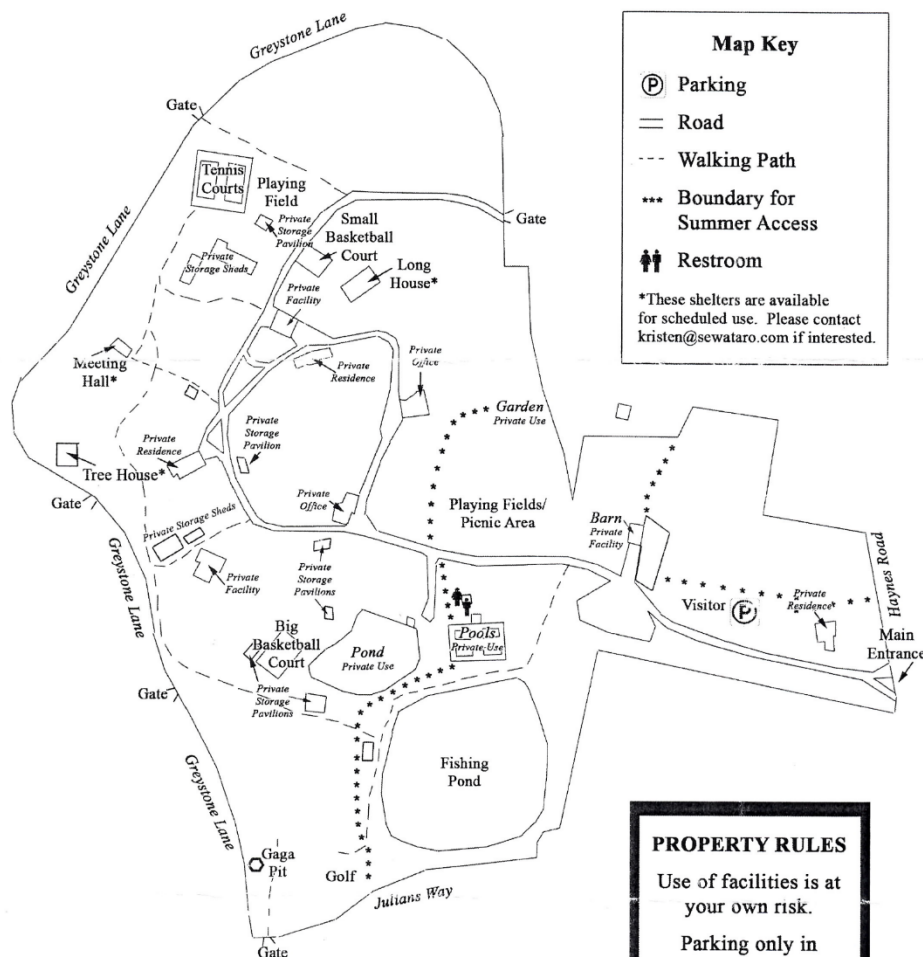 Greystone Lane
Greystone Lane
Gate
Tennis
Courts
Playing
Field
Private
Storage
Pavilion
Small
Basketball
Court
Gate
Private
Storage Sheds
Long
House*
Greystone Lane
Private
Facility
Meeting
Hall*
Private
Residence
Private
Office
Garden
Private Use
Private
Storage
Pavilion
Private
Residence
Tree House*
Gate
Private
Office
Playing Fields/
Picnic Area
Barn
Private
Facility
Private Storage Sheds
Greystone Lane
Private
Facility
Private
Storage
Pavilions
Haynes Road
Visitor
P
Private
Residence
Main
Entrance
Big
Basketball
Court
Pond
Private Use
Pools
Private Use
Gate
Private
Storage
Pavilions
Greystone Lane
Fishing
Pond
Gaga
Pit
Golf
Julians Way
Gate
Map Key
P Parking
Road
Walking Path
*** Boundary for
Summer Access
Restroom
*These shelters are available
for scheduled use. Please contact
kristen@sewataro.com if interested.
PROPERTY RULES
Use of facilities is at
your own risk.
Parking only in